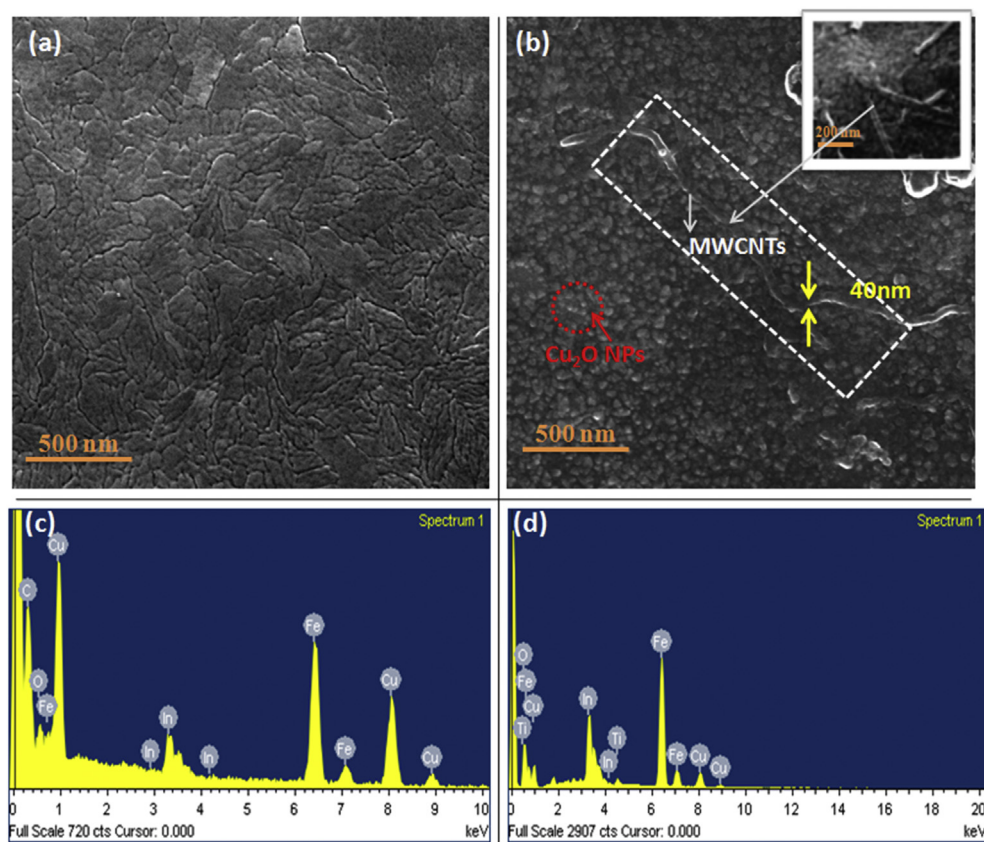 (a)
500 nm
(b)
200 nm
MWCNTs
40nm
Cu₂O NPs
500 nm
(c)
Spectrum 1
Cu
C
O
Fe
In
In
In
Fe
Fe
Cu
Cu
0 1 2 3 4 5 6 7 8 9 10
Full Scale 720 cts Cursor: 0.000 keV
(d)
Spectrum 1
O
Fe
Cu
Ti
In
Ti
In
Fe
Fe
Cu
Cu
0 2 4 6 8 10 12 14 16 18 20
Full Scale 2907 cts Cursor: 0.000 keV